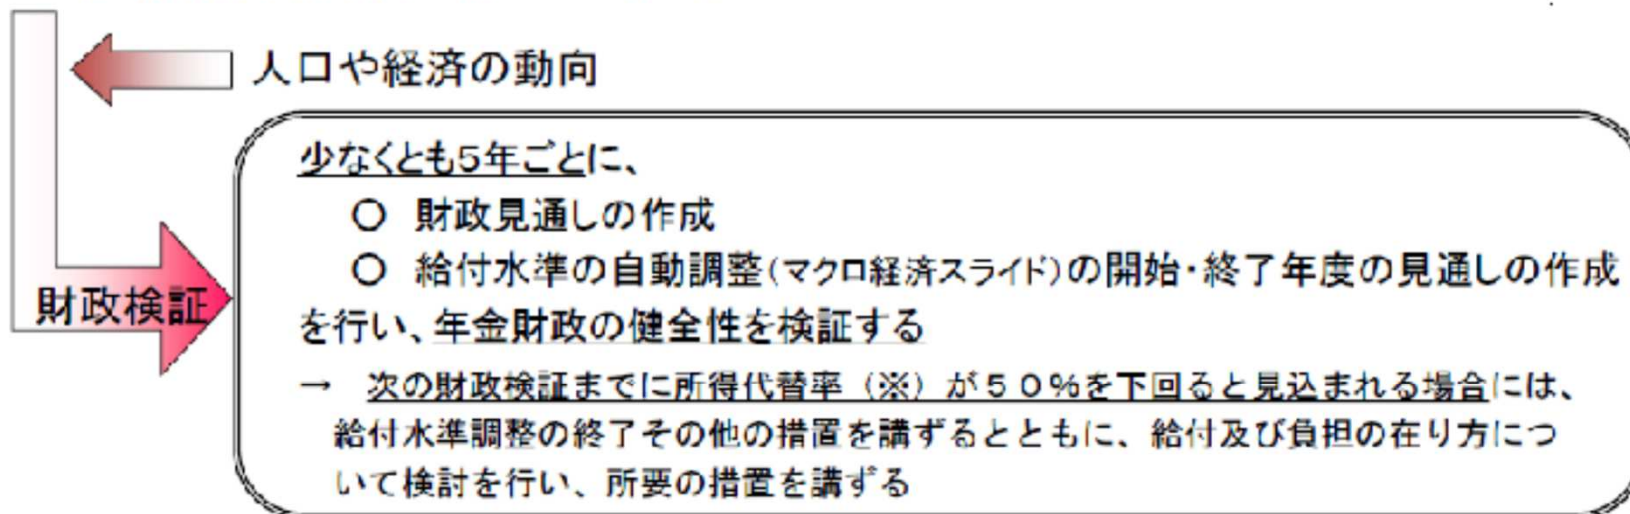 人口や経済の動向
少なくとも5年ごとに、
○ 財政見通しの作成
○ 給付水準の自動調整(マクロ経済スライド)の開始・終了年度の見通しの作成
財政検証
を行い、年金財政の健全性を検証する
→ 次の財政検証までに所得代替率(※)が50%を下回ると見込まれる場合には、
給付水準調整の終了その他の措置を講ずるとともに、給付及び負担の在り方につ
いて検討を行い、所要の措置を講ずる